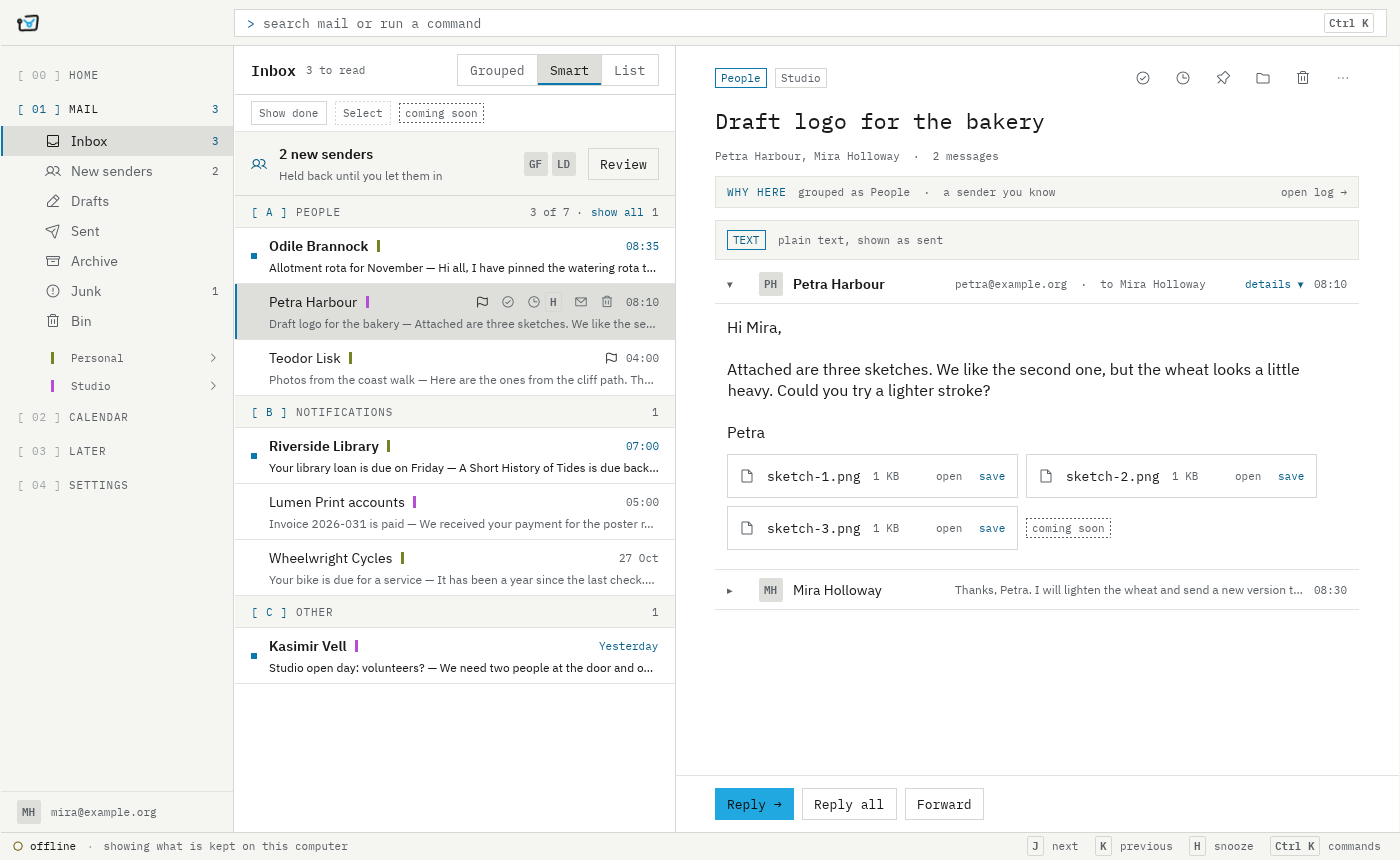 > search mail or run a command Ctrl K
[ 00 ] HOME
[ 01 ] MAIL 3
Inbox 3
New senders 2
Drafts
Sent
Archive
Junk 1
Bin
Personal
Studio
[ 02 ] CALENDAR
[ 03 ] LATER
[ 04 ] SETTINGS
MH mira@example.org
Inbox 3 to read Grouped Smart List
Show done Select coming soon
2 new senders
Held back until you let them in
GF LD Review
[ A ] PEOPLE 3 of 7 · show all 1
Odile Brannock 08:35
Allotment rota for November — Hi all, I have pinned the watering rota t…
Petra Harbour H 08:10
Draft logo for the bakery — Attached are three sketches. We like the se…
Teodor Lisk 04:00
Photos from the coast walk — Here are the ones from the cliff path. Th…
[ B ] NOTIFICATIONS 1
Riverside Library 07:00
Your library loan is due on Friday — A Short History of Tides is due back…
Lumen Print accounts 05:00
Invoice 2026-031 is paid — We received your payment for the poster r…
Wheelwright Cycles 27 Oct
Your bike is due for a service — It has been a year since the last check.…
[ C ] OTHER 1
Kasimir Vell Yesterday
Studio open day: volunteers? — We need two people at the door and o…
People Studio
Draft logo for the bakery
Petra Harbour, Mira Holloway · 2 messages
WHY HERE grouped as People · a sender you know open log →
TEXT plain text, shown as sent
▾ PH Petra Harbour petra@example.org · to Mira Holloway details ▾ 08:10
Hi Mira,
Attached are three sketches. We like the second one, but the wheat looks a little
heavy. Could you try a lighter stroke?
Petra
sketch-1.png 1 KB open save
sketch-2.png 1 KB open save
sketch-3.png 1 KB open save
coming soon
▸ MH Mira Holloway Thanks, Petra. I will lighten the wheat and send a new version t… 08:30
Reply → Reply all Forward
offline · showing what is kept on this computer
J next K previous H snooze Ctrl K commands